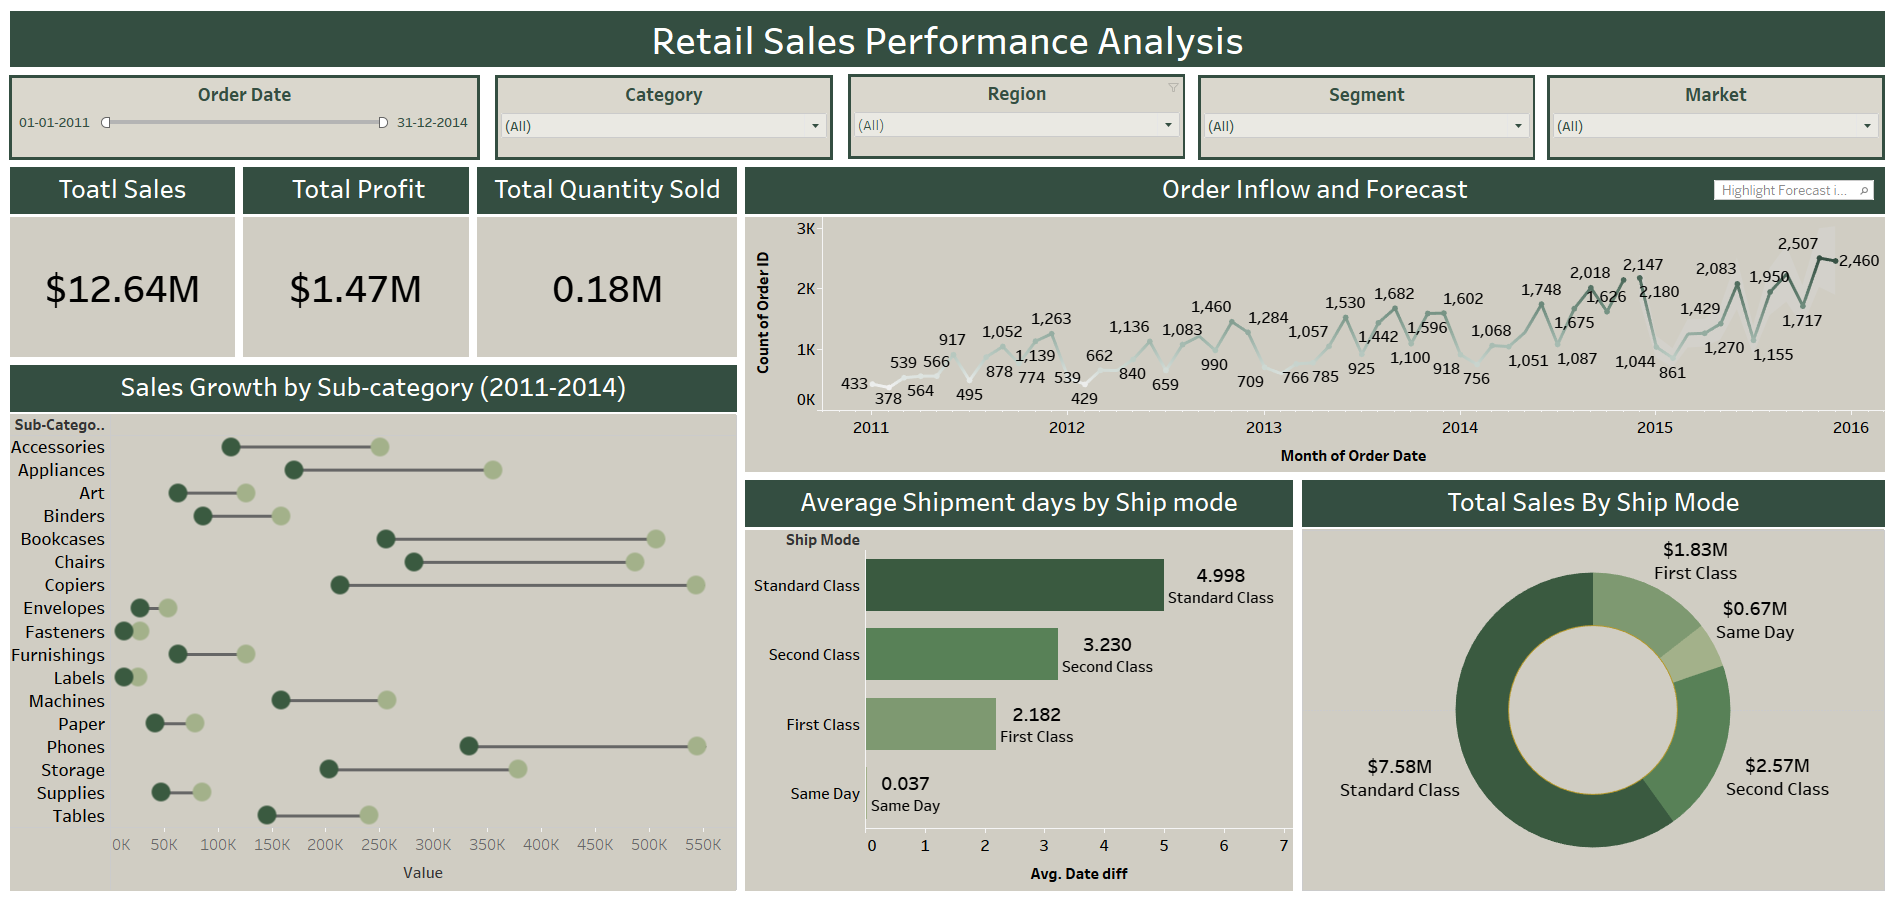 Retail Sales Performance Analysis
Order Date
01-01-2011
31-12-2014
Category
(All)
Region
(All)
Segment
(All)
Market
(All)
Toatl Sales
$12.64M
Total Profit
$1.47M
Total Quantity Sold
0.18M
Order Inflow and Forecast
Highlight Forecast i...
Count of Order ID
3K
2K
1K
0K
433
378
539
564
566
917
495
878
1,052
774
1,139
1,263
539
429
662
840
1,136
659
1,083
990
1,460
1,284
709
766
1,057
785
1,530
925
1,442
1,682
1,100
1,596
918
1,602
756
1,068
1,051
1,748
1,087
1,675
2,018
1,626
2,147
2,180
1,044
861
1,429
1,270
2,083
1,155
1,950
1,717
2,507
2,460
2011
2012
2013
2014
2015
2016
Month of Order Date
Sales Growth by Sub-category (2011-2014)
Sub-Catego..
Accessories
Appliances
Art
Binders
Bookcases
Chairs
Copiers
Envelopes
Fasteners
Furnishings
Labels
Machines
Paper
Phones
Storage
Supplies
Tables
0K 50K 100K 150K 200K 250K 300K 350K 400K 450K 500K 550K
Value
Average Shipment days by Ship mode
Ship Mode
Standard Class
4.998
Standard Class
Second Class
3.230
Second Class
First Class
2.182
First Class
Same Day
0.037
Same Day
0 1 2 3 4 5 6 7
Avg. Date diff
Total Sales By Ship Mode
$1.83M
First Class
$0.67M
Same Day
$7.58M
Standard Class
$2.57M
Second Class